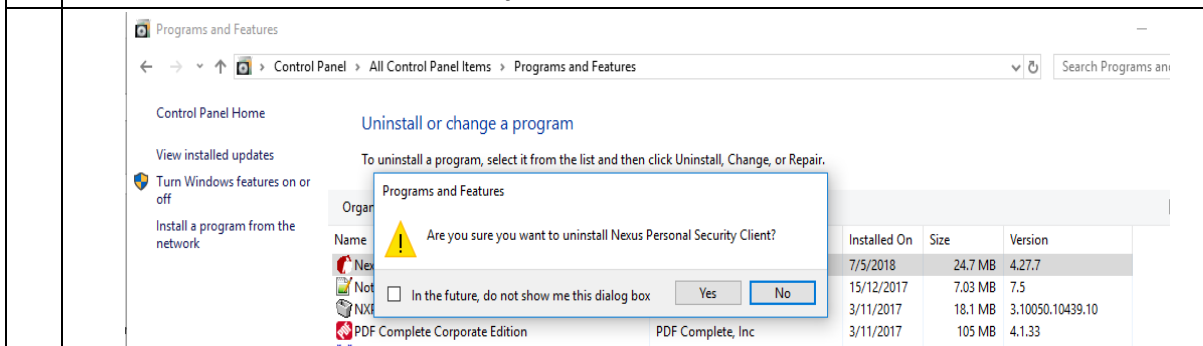 Programs and Features
Control Panel > All Control Panel Items > Programs and Features
Search Programs an
Control Panel Home
View installed updates
Turn Windows features on or
off
Install a program from the
network
Uninstall or change a program
To uninstall a program, select it from the list and then click Uninstall, Change, or Repair.
Programs and Features
Are you sure you want to uninstall Nexus Personal Security Client?
In the future, do not show me this dialog box
Yes
No
Organ
Name Installed On Size Version
Nex 7/5/2018 24.7 MB 4.27.7
Not 15/12/2017 7.03 MB 7.5
NXP 3/11/2017 18.1 MB 3.10050.10439.10
PDF Complete Corporate Edition PDF Complete, Inc 3/11/2017 105 MB 4.1.33